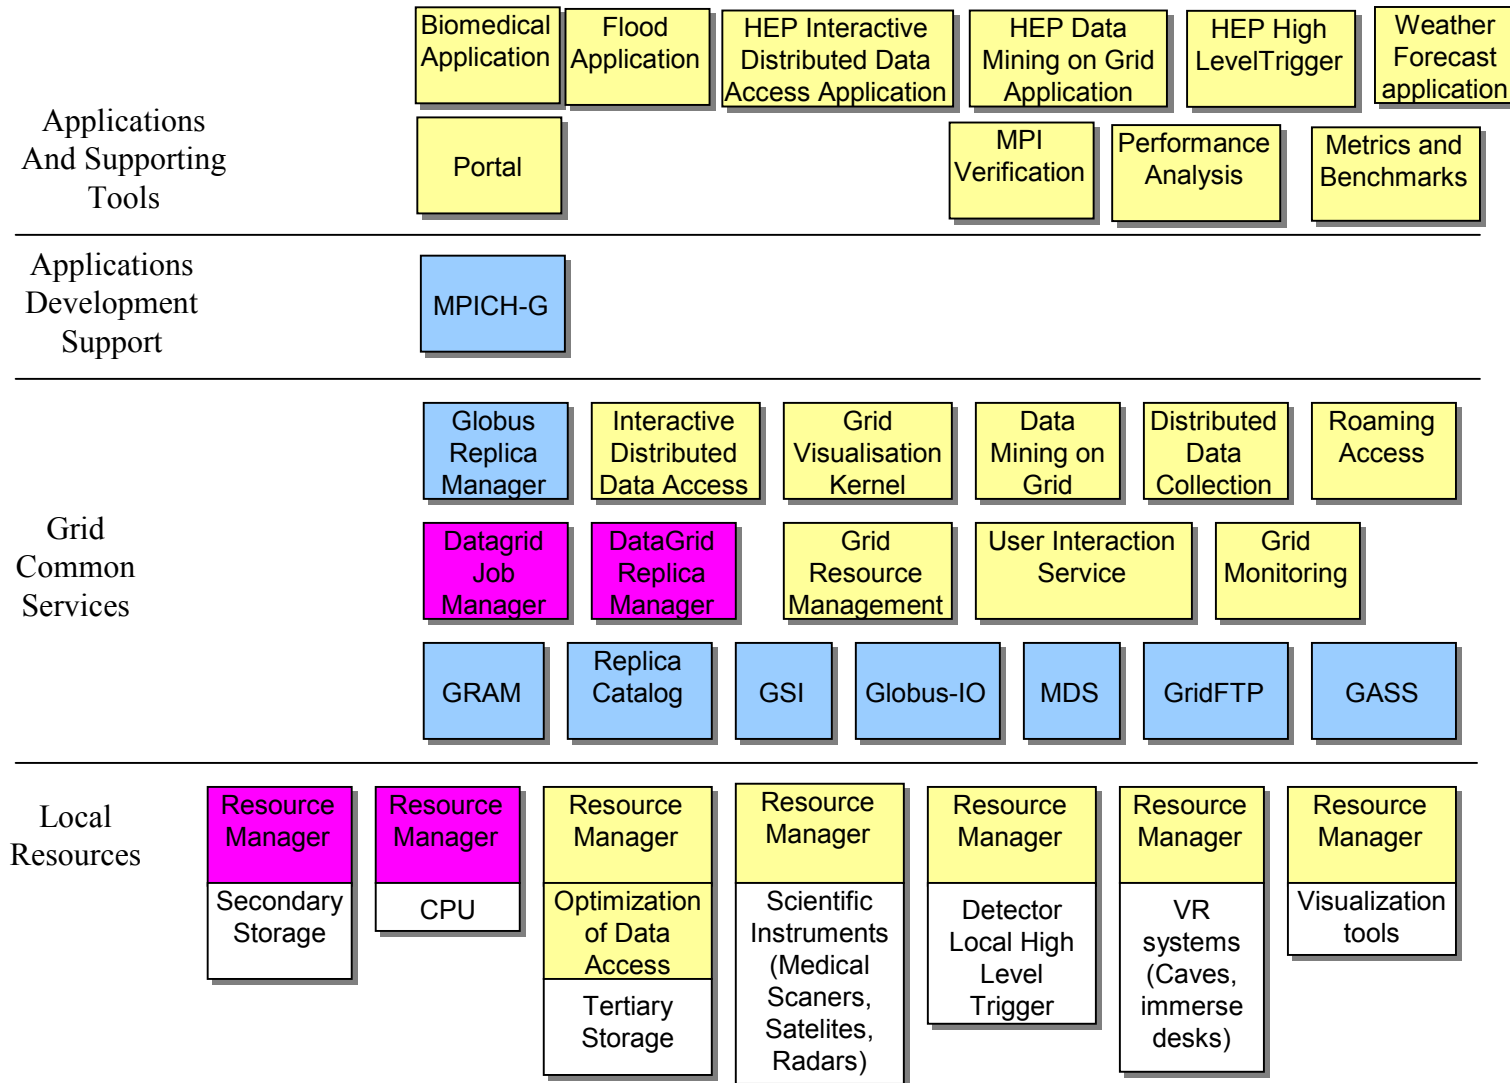 Biomedical
Application
Flood
Application
HEP Interactive
Distributed Data
Access Application
HEP Data
Mining on Grid
Application
HEP High
LevelTrigger
Weather
Forecast
application
Applications
And Supporting
Tools
Portal
MPI
Verification
Performance
Analysis
Metrics and
Benchmarks
Applications
Development
Support
MPICH-G
Grid
Common
Services
Globus
Replica
Manager
Interactive
Distributed
Data Access
Grid
Visualisation
Kernel
Data
Mining on
Grid
Distributed
Data
Collection
Roaming
Access
Datagrid
Job
Manager
DataGrid
Replica
Manager
Grid
Resource
Management
User Interaction
Service
Grid
Monitoring
GRAM
Replica
Catalog
GSI
Globus-IO
MDS
GridFTP
GASS
Local
Resources
Resource
Manager
Secondary
Storage
Resource
Manager
CPU
Resource
Manager
Optimization
of Data
Access
Tertiary
Storage
Resource
Manager
Scientific
Instruments
(Medical
Scaners,
Satelites,
Radars)
Resource
Manager
Detector
Local High
Level
Trigger
Resource
Manager
VR
systems
(Caves,
immerse
desks)
Resource
Manager
Visualization
tools